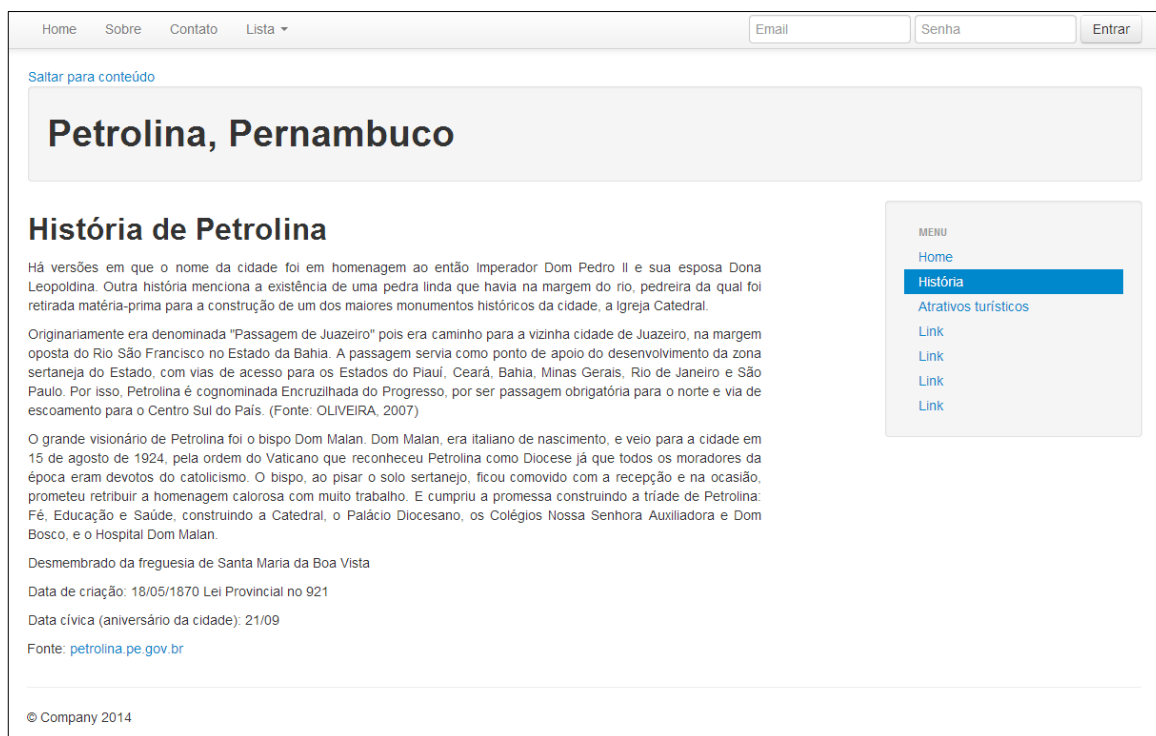 Home Sobre Contato Lista Email Senha Entrar
Saltar para conteúdo
Petrolina, Pernambuco
História de Petrolina
Há versões em que o nome da cidade foi em homenagem ao então Imperador Dom Pedro II e sua esposa Dona
Leopoldina. Outra história menciona a existência de uma pedra linda que havia na margem do rio, pedreira da qual foi
retirada matéria-prima para a construção de um dos maiores monumentos históricos da cidade, a Igreja Catedral.
Originariamente era denominada "Passagem de Juazeiro" pois era caminho para a vizinha cidade de Juazeiro, na margem
oposta do Rio São Francisco no Estado da Bahia. A passagem servia como ponto de apoio do desenvolvimento da zona
sertaneja do Estado, com vias de acesso para os Estados do Piauí, Ceará, Bahia, Minas Gerais, Rio de Janeiro e São
Paulo. Por isso, Petrolina é cognominada Encruzilhada do Progresso, por ser passagem obrigatória para o norte e via de
escoamento para o Centro Sul do País. (Fonte: OLIVEIRA, 2007)
O grande visionário de Petrolina foi o bispo Dom Malan. Dom Malan, era italiano de nascimento, e veio para a cidade em
15 de agosto de 1924, pela ordem do Vaticano que reconheceu Petrolina como Diocese já que todos os moradores da
época eram devotos do catolicismo. O bispo, ao pisar o solo sertanejo, ficou comovido com a recepção e na ocasião,
prometeu retribuir a homenagem calorosa com muito trabalho. E cumpriu a promessa construindo a tríade de Petrolina:
Fé, Educação e Saúde, construindo a Catedral, o Palácio Diocesano, os Colégios Nossa Senhora Auxiliadora e Dom
Bosco, e o Hospital Dom Malan.
Desmembrado da freguesia de Santa Maria da Boa Vista
Data de criação: 18/05/1870 Lei Provincial no 921
Data cívica (aniversário da cidade): 21/09
Fonte: petrolina.pe.gov.br
MENU
Home
História
Atrativos turísticos
Link
Link
Link
Link
© Company 2014